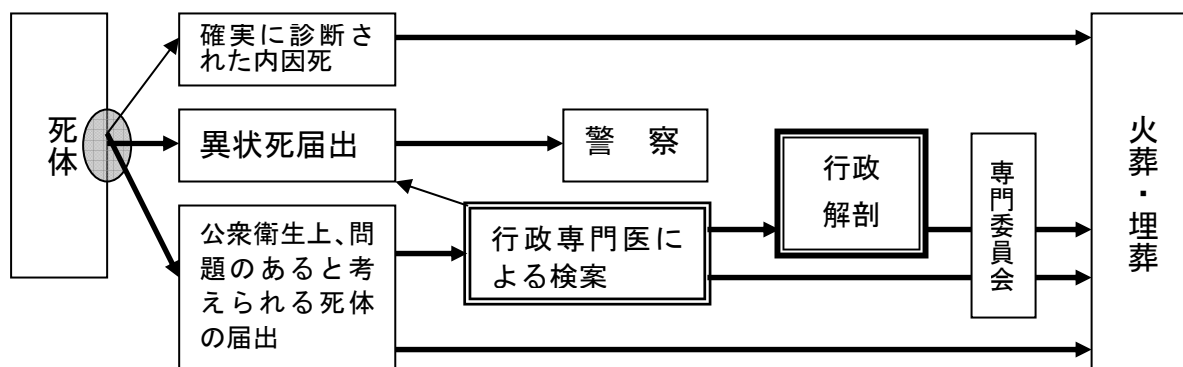 死体
確実に診断さ
れた内因死
異状死届出
警　察
公衆衛生上、問
題のあると考
えられる死体
の届出
行政専門医に
よる検案
行政
解剖
専門委員会
火葬・埋葬